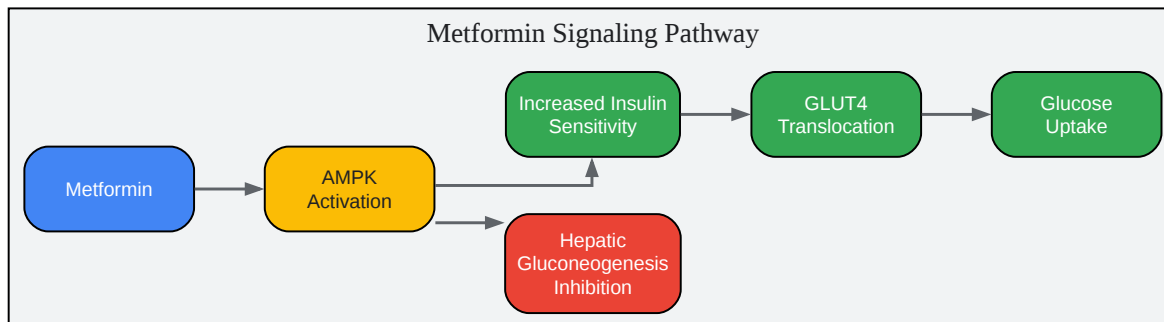 Metformin Signaling Pathway
Increased Insulin
Sensitivity
GLUT4
Translocation
Glucose
Uptake
Metformin
AMPK
Activation
Hepatic
Gluconeogenesis
Inhibition